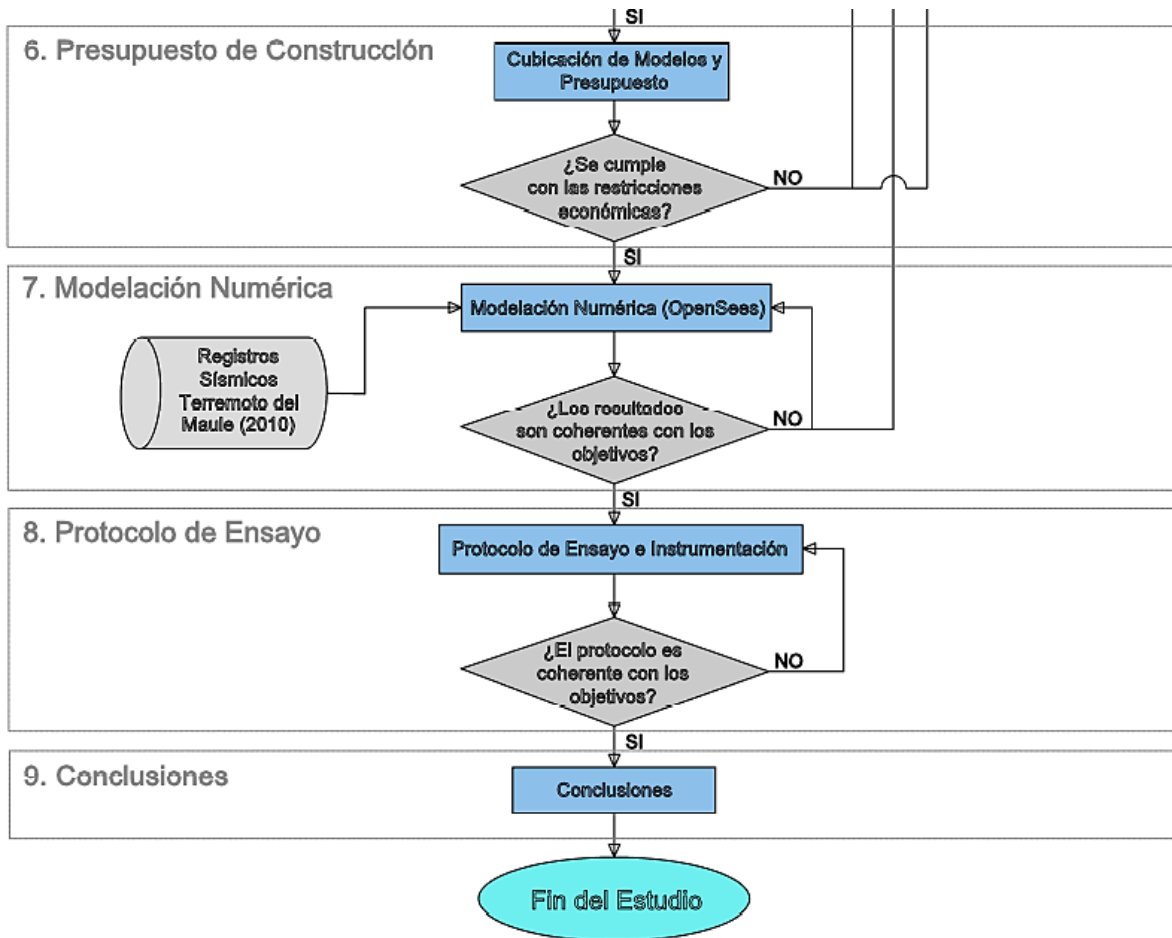 SI
6. Presupuesto de Construcción
Cubicación de Modelos y
Presupuesto
¿Se cumple
con las restricciones
económicas?
NO
SI
7. Modelación Numérica
Modelación Numérica (OpenSees)
Registros
Sísmicos
Terremoto del
Maule (2010)
¿Los resultados
son coherentes con los
objetivos?
NO
SI
8. Protocolo de Ensayo
Protocolo de Ensayo e Instrumentación
¿El protocolo es
coherente con los
objetivos?
NO
SI
9. Conclusiones
Conclusiones
Fin del Estudio